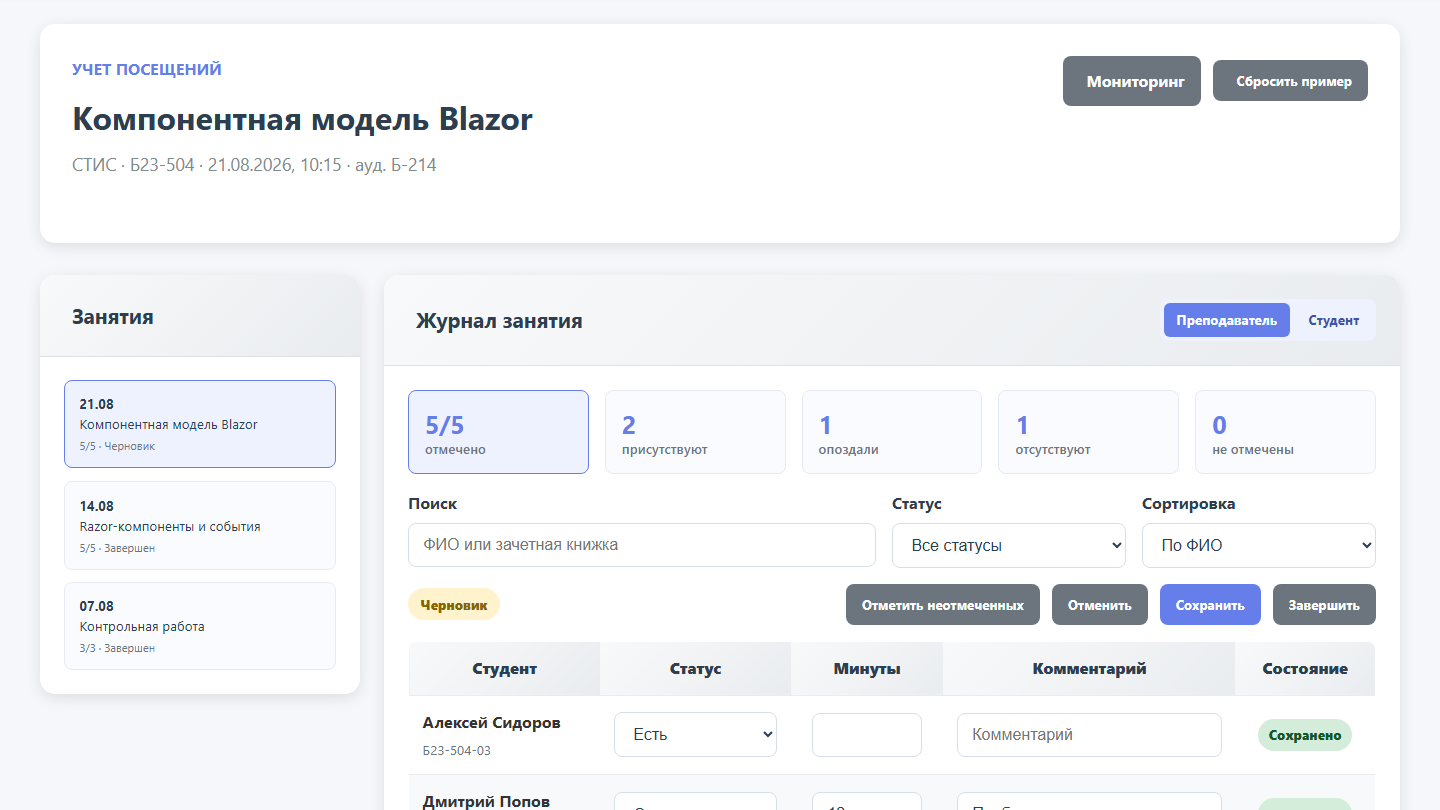 УЧЕТ ПОСЕЩЕНИЙ
Компонентная модель Blazor
СТИС · Б23-504 · 21.08.2026, 10:15 · ауд. Б-214
Мониторинг
Сбросить пример
Занятия
21.08
Компонентная модель Blazor
5/5 · Черновик
14.08
Razor-компоненты и события
5/5 · Завершен
07.08
Контрольная работа
3/3 · Завершен
Журнал занятия
Преподаватель
Студент
5/5
отмечено
2
присутствуют
1
опоздали
1
отсутствуют
0
не отмечены
Поиск
Статус
Сортировка
ФИО или зачетная книжка
Все статусы
По ФИО
Черновик
Отметить неотмеченных
Отменить
Сохранить
Завершить
Студент
Статус
Минуты
Комментарий
Состояние
Алексей Сидоров
Б23-504-03
Есть
Комментарий
Сохранено
Дмитрий Попов